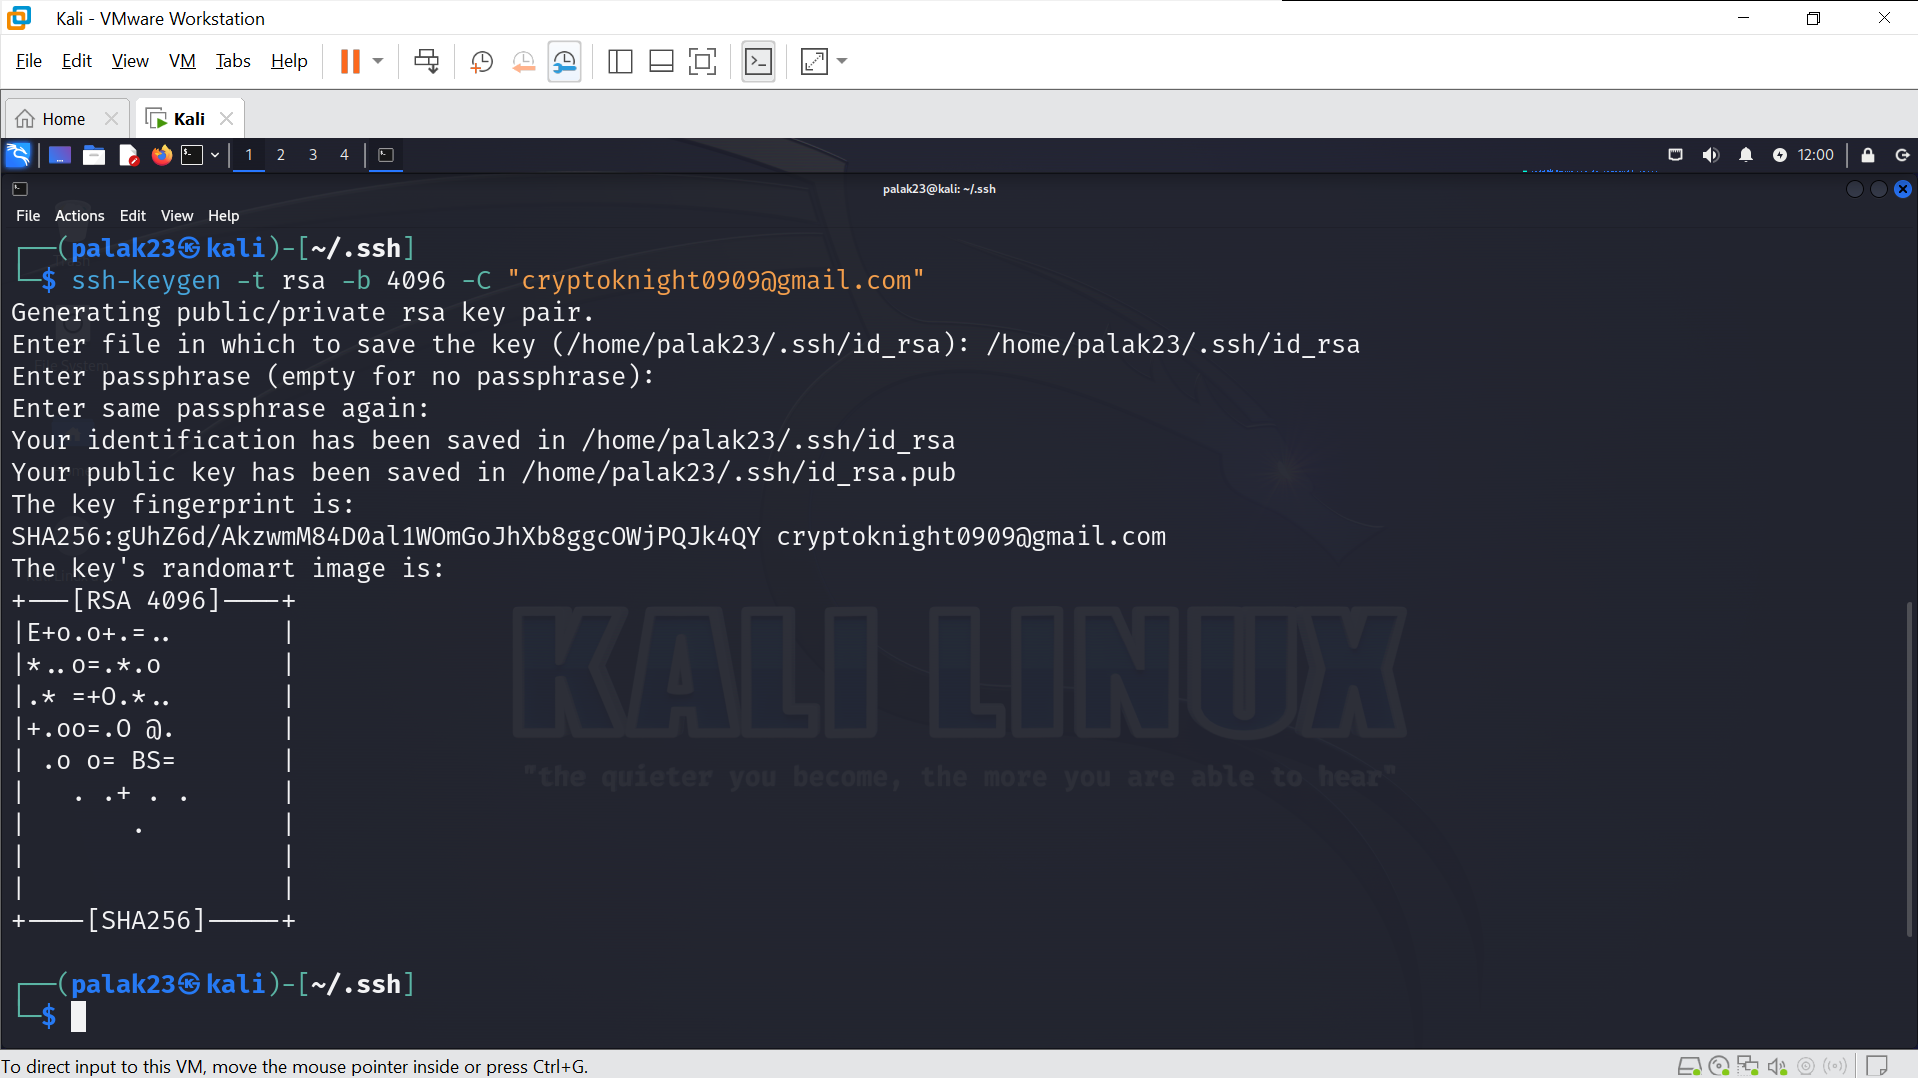 Kali - VMware Workstation
File Edit View VM Tabs Help
Home Kali
1 2 3 4 12:00
palak23@kali: ~/.ssh
File Actions Edit View Help
┌──(palak23㉿kali)-[~/.ssh]
└─$ ssh-keygen -t rsa -b 4096 -C "cryptoknight0909@gmail.com"
Generating public/private rsa key pair.
Enter file in which to save the key (/home/palak23/.ssh/id_rsa): /home/palak23/.ssh/id_rsa
Enter passphrase (empty for no passphrase):
Enter same passphrase again:
Your identification has been saved in /home/palak23/.ssh/id_rsa
Your public key has been saved in /home/palak23/.ssh/id_rsa.pub
The key fingerprint is:
SHA256:gUhZ6d/AkzwmM84D0al1WOmGoJhXb8ggcOWjPQJk4QY cryptoknight0909@gmail.com
The key's randomart image is:
+---[RSA 4096]----+
|E+o.o+.=..       |
|*..o=.*.o        |
|.* =+O.*..       |
|+.oo=.O @.       |
| .o o= BS=       |
|   . .+ . .      |
|       .         |
|                 |
|                 |
+----[SHA256]-----+
KALI LINUX
"the quieter you become, the more you are able to hear"
┌──(palak23㉿kali)-[~/.ssh]
└─$
To direct input to this VM, move the mouse pointer inside or press Ctrl+G.